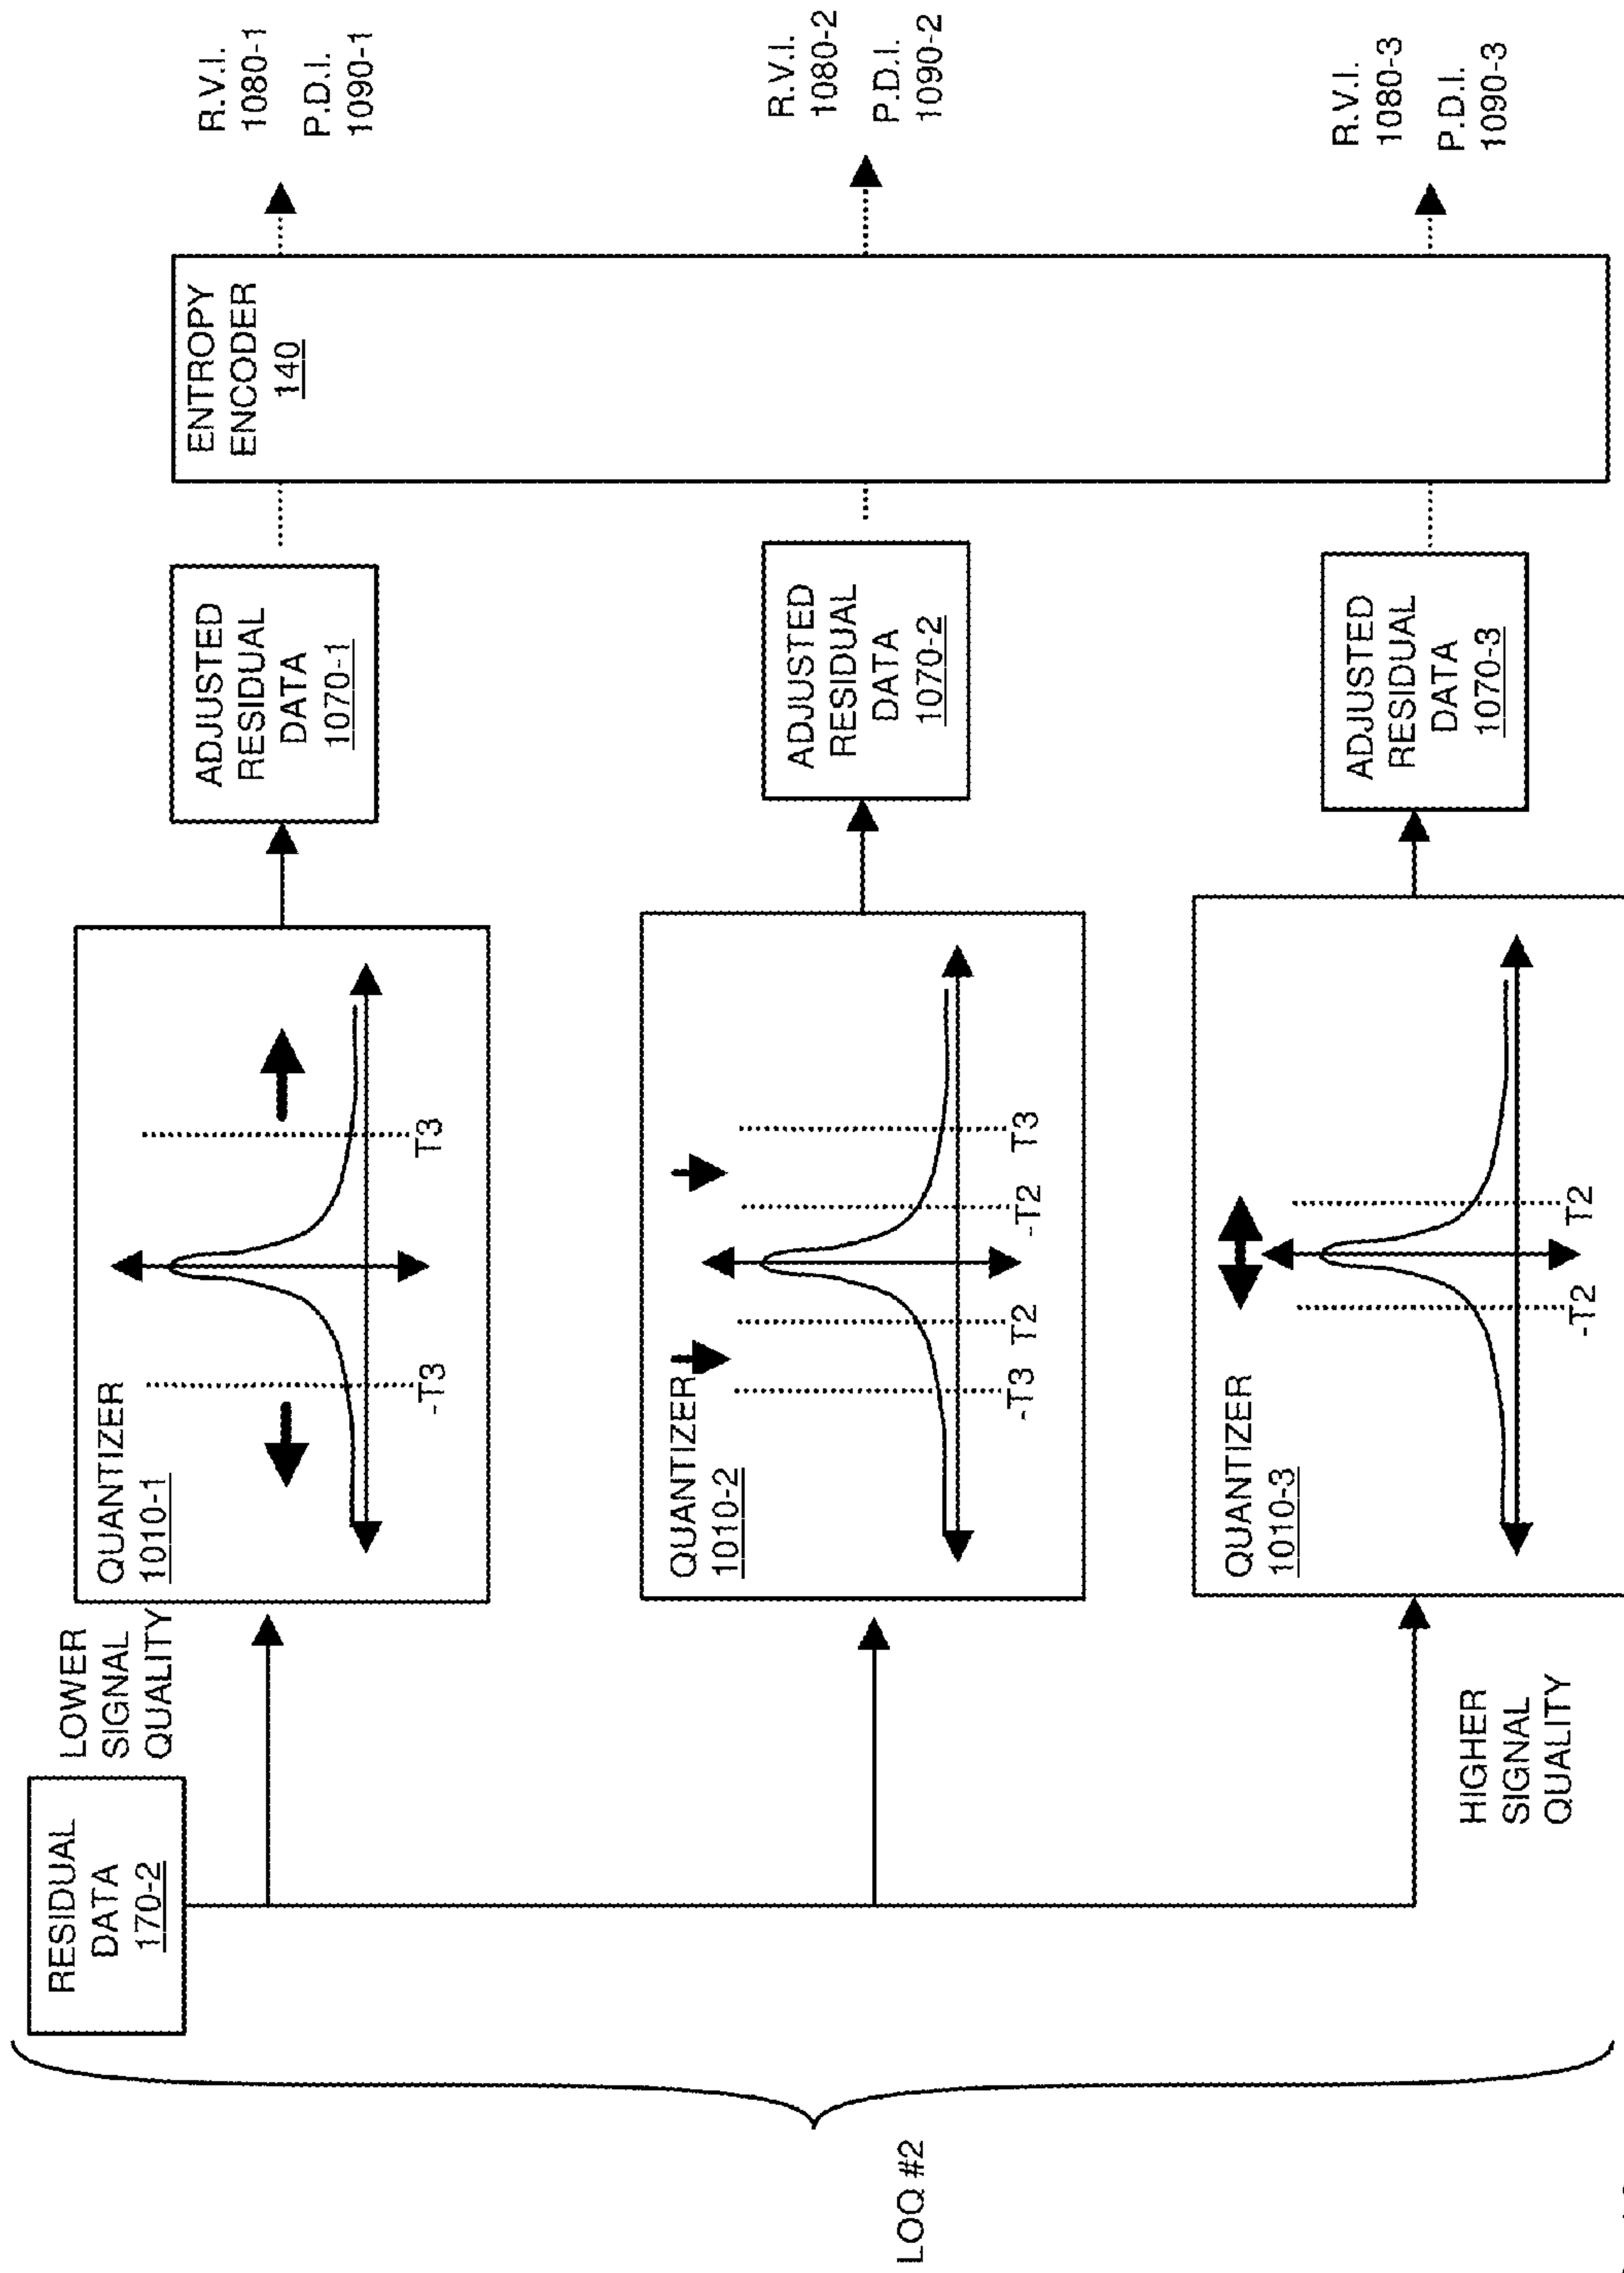 RESIDUAL
DATA
170-2
LOWER
SIGNAL
QUALITY
HIGHER
SIGNAL
QUALITY
LOQ #2
QUANTIZER
1010-1
-T3
T3
ADJUSTED
RESIDUAL
DATA
1070-1
QUANTIZER
1010-2
-T3
T2
-T2
T3
ADJUSTED
RESIDUAL
DATA
1070-2
QUANTIZER
1010-3
-T2
T2
ADJUSTED
RESIDUAL
DATA
1070-3
ENTROPY
ENCODER
140
R.V.I.
1080-1
P.D.I.
1090-1
R.V.I.
1080-2
P.D.I.
1090-2
R.V.I.
1080-3
P.D.I.
1090-3